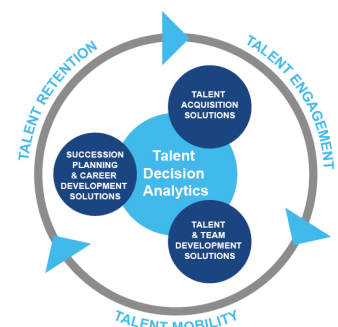 TALENT RETENTION
TALENT ENGAGEMENT
TALENT
ACQUISITION
SOLUTIONS
SUCCESSION
PLANNING
& CAREER
DEVELOPMENT
SOLUTIONS
Talent
Decision
Analytics
TALENT
& TEAM
DEVELOPMENT
SOLUTIONS
TALENT MOBILITY